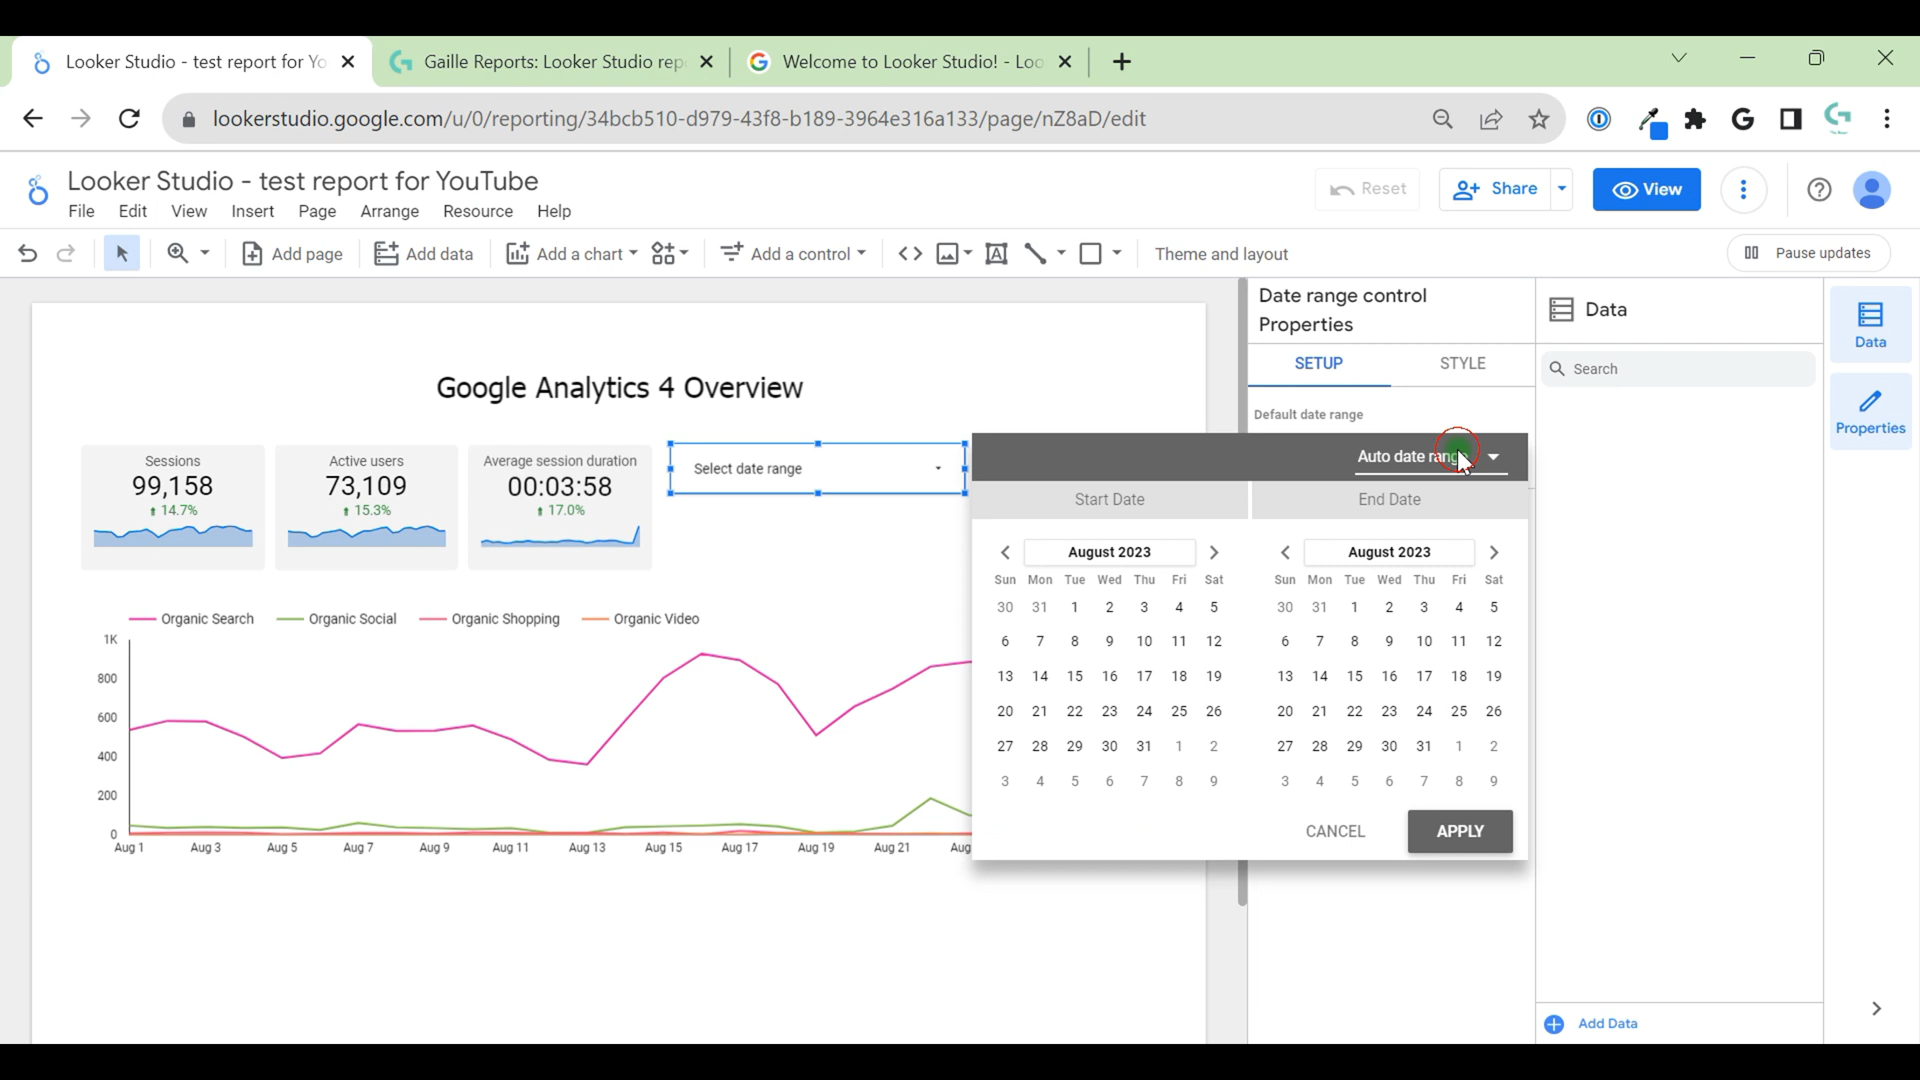 Looker Studio - test report for Yo
Gaille Reports: Looker Studio rep
Welcome to Looker Studio! - Loo
lookerstudio.google.com/u/0/reporting/34bcb510-d979-43f8-b189-3964e316a133/page/nZ8aD/edit
Looker Studio - test report for YouTube
Reset
Share
View
File Edit View Insert Page Arrange Resource Help
Add page
Add data
Add a chart
Add a control
Theme and layout
Pause updates
Date range control
Properties
Data
SETUP
STYLE
Search
Data
Properties
Default date range
Google Analytics 4 Overview
Sessions
99,158
14.7%
Active users
73,109
15.3%
Average session duration
00:03:58
17.0%
Select date range
Auto date range
Start Date
End Date
August 2023
Sun Mon Tue Wed Thu Fri Sat
30 31 1 2 3 4 5
6 7 8 9 10 11 12
13 14 15 16 17 18 19
20 21 22 23 24 25 26
27 28 29 30 31 1 2
3 4 5 6 7 8 9
August 2023
Sun Mon Tue Wed Thu Fri Sat
30 31 1 2 3 4 5
6 7 8 9 10 11 12
13 14 15 16 17 18 19
20 21 22 23 24 25 26
27 28 29 30 31 1 2
3 4 5 6 7 8 9
CANCEL
APPLY
Organic Search
Organic Social
Organic Shopping
Organic Video
1K
800
600
400
200
0
Aug 1 Aug 3 Aug 5 Aug 7 Aug 9 Aug 11 Aug 13 Aug 15 Aug 17 Aug 19 Aug 21 Aug
Add Data